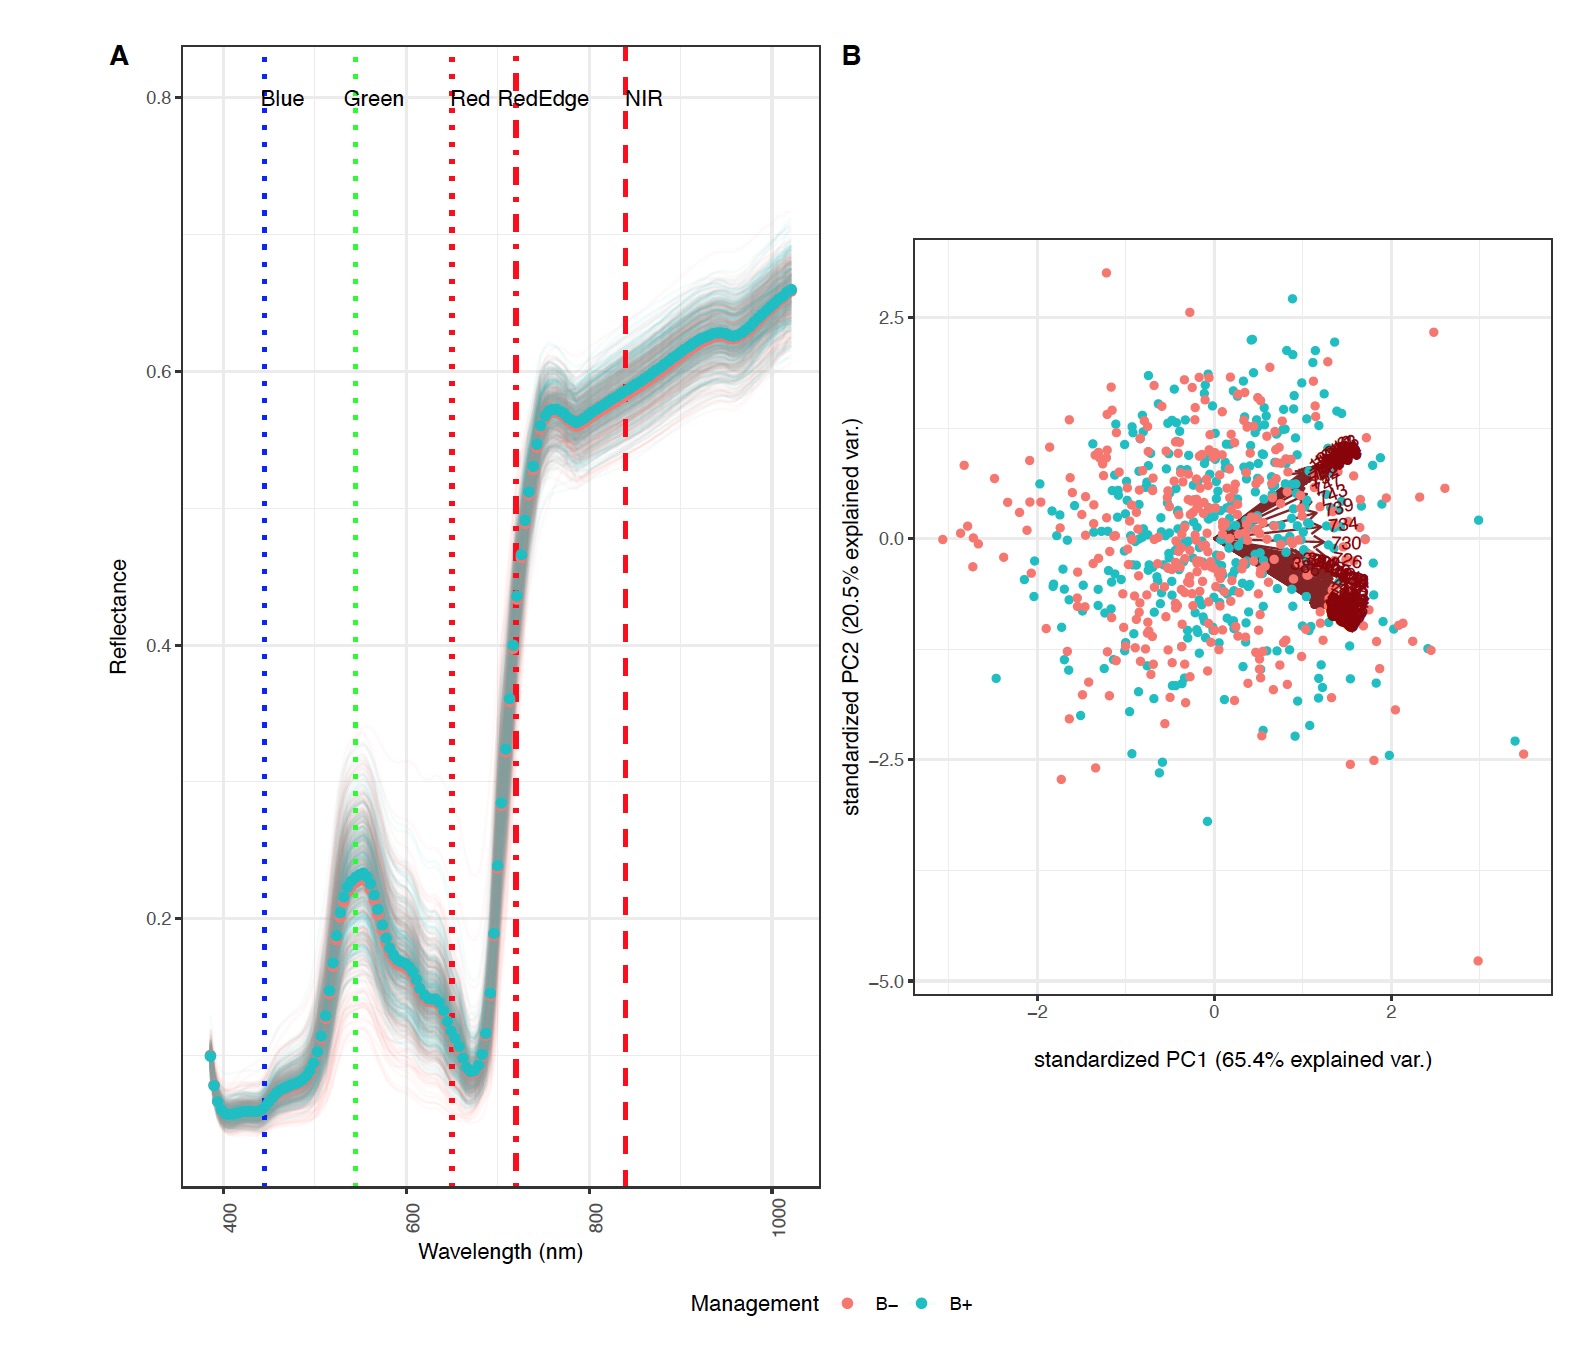 A
Blue Green Red RedEdge NIR
0.8
0.6
0.4
0.2
Reflectance
400 600 800 1000
Wavelength (nm)
B
2.5
0.0
−2.5
−5.0
standardized PC2 (20.5% explained var.)
743
739
734
730
726
−2 0 2
standardized PC1 (65.4% explained var.)
Management B− B+